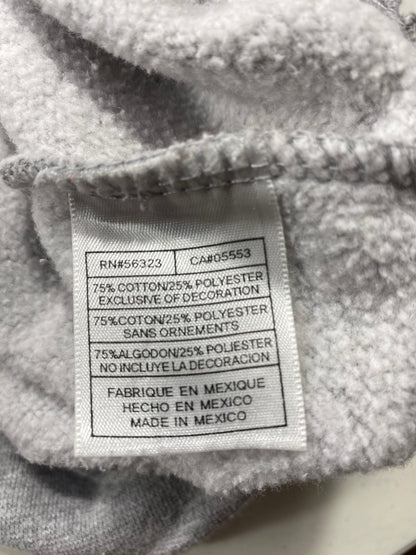 RN#56323 CA#05553
75% COTTON/25% POLYESTER
EXCLUSIVE OF DECORATION
75%COTON/25% POLYESTER
SANS ORNEMENTS
75%ALGODON/25% POLIESTER
NO INCLUYE LA DECORACION
FABRIQUE EN MEXIQUE
HECHO EN MEXICO
MADE IN MEXICO